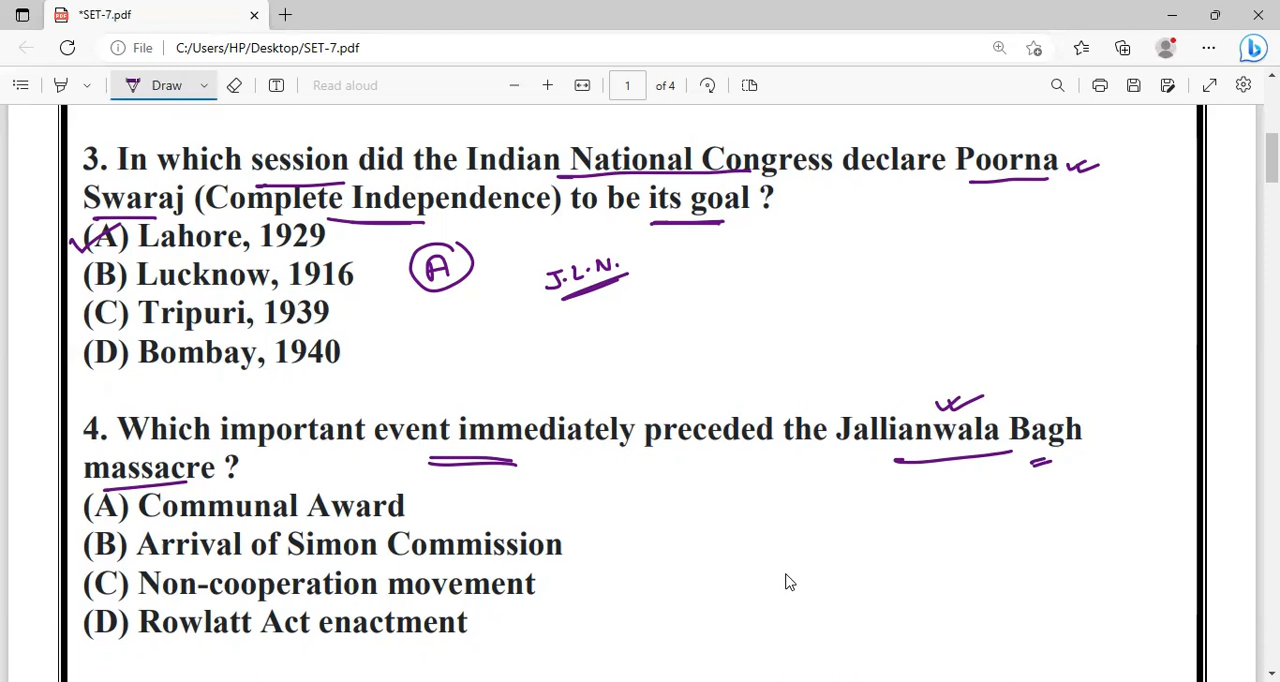 *SET-7.pdf
File
C:/Users/HP/Desktop/SET-7.pdf
Draw
Read aloud
1 of 4
3. In which session did the Indian National Congress declare Poorna
Swaraj (Complete Independence) to be its goal ?
(A) Lahore, 1929
(B) Lucknow, 1916
A
J.L.N.
(C) Tripuri, 1939
(D) Bombay, 1940
4. Which important event immediately preceded the Jallianwala Bagh
massacre ?
(A) Communal Award
(B) Arrival of Simon Commission
(C) Non-cooperation movement
(D) Rowlatt Act enactment